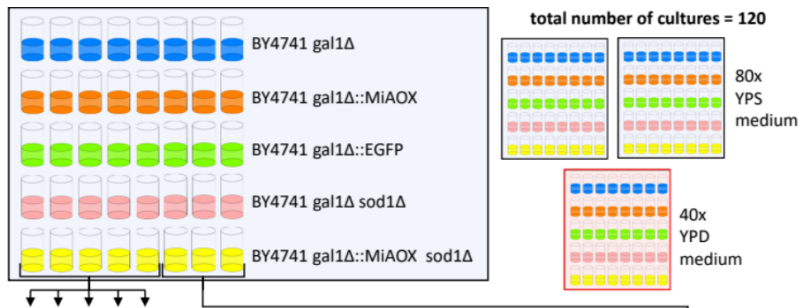 total number of cultures = 120
BY4741 gal1Δ
BY4741 gal1Δ::MiAOX
BY4741 gal1Δ::EGFP
BY4741 gal1Δ sod1Δ
BY4741 gal1Δ::MiAOX sod1Δ
80x
YPS
medium
40x
YPD
medium